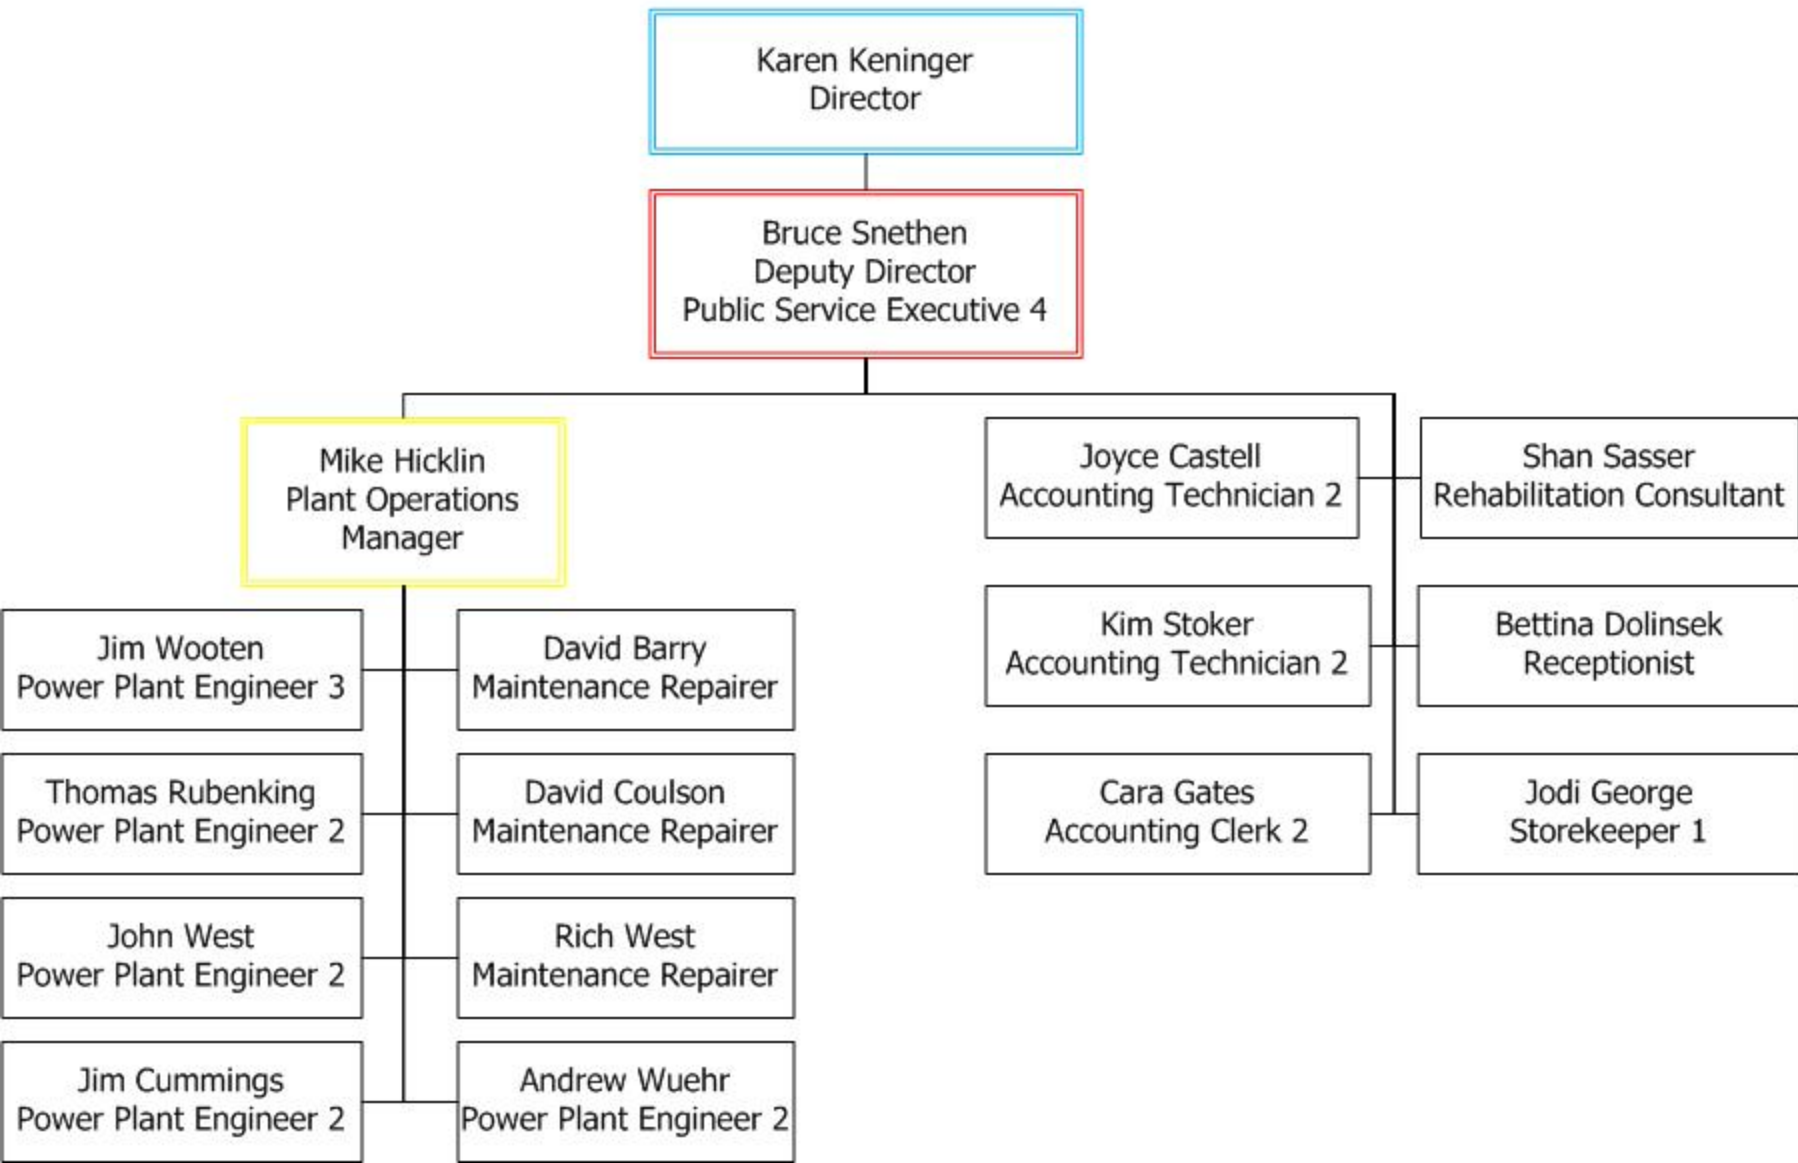 Karen Keninger
Director
Bruce Snethen
Deputy Director
Public Service Executive 4
Mike Hicklin
Plant Operations
Manager
Jim Wooten
Power Plant Engineer 3
David Barry
Maintenance Repairer
Thomas Rubenking
Power Plant Engineer 2
David Coulson
Maintenance Repairer
John West
Power Plant Engineer 2
Rich West
Maintenance Repairer
Jim Cummings
Power Plant Engineer 2
Andrew Wuehr
Power Plant Engineer 2
Joyce Castell
Accounting Technician 2
Shan Sasser
Rehabilitation Consultant
Kim Stoker
Accounting Technician 2
Bettina Dolinsek
Receptionist
Cara Gates
Accounting Clerk 2
Jodi George
Storekeeper 1